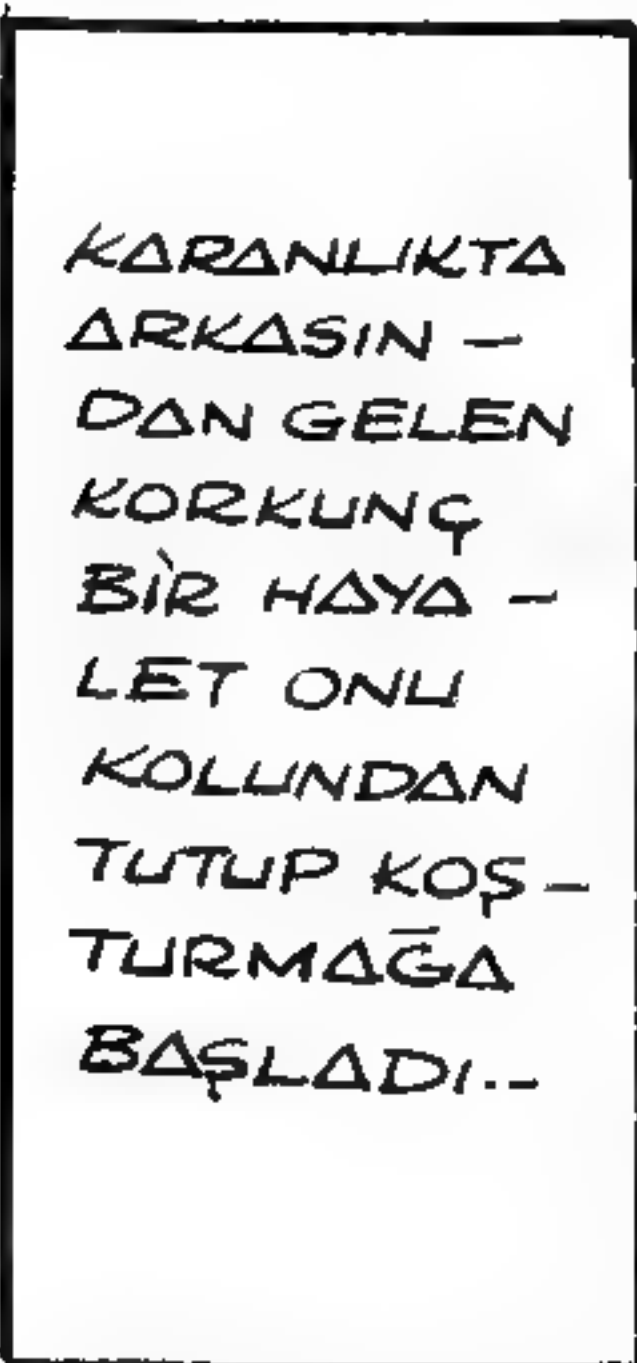 KARANLIKTA
ARKASIN -
DAN GELEN
KORKUNÇ
BİR HAYA -
LET ONU
KOLUNDAN
TUTUP KOŞ -
TURMAĞA
BAŞLADI..-